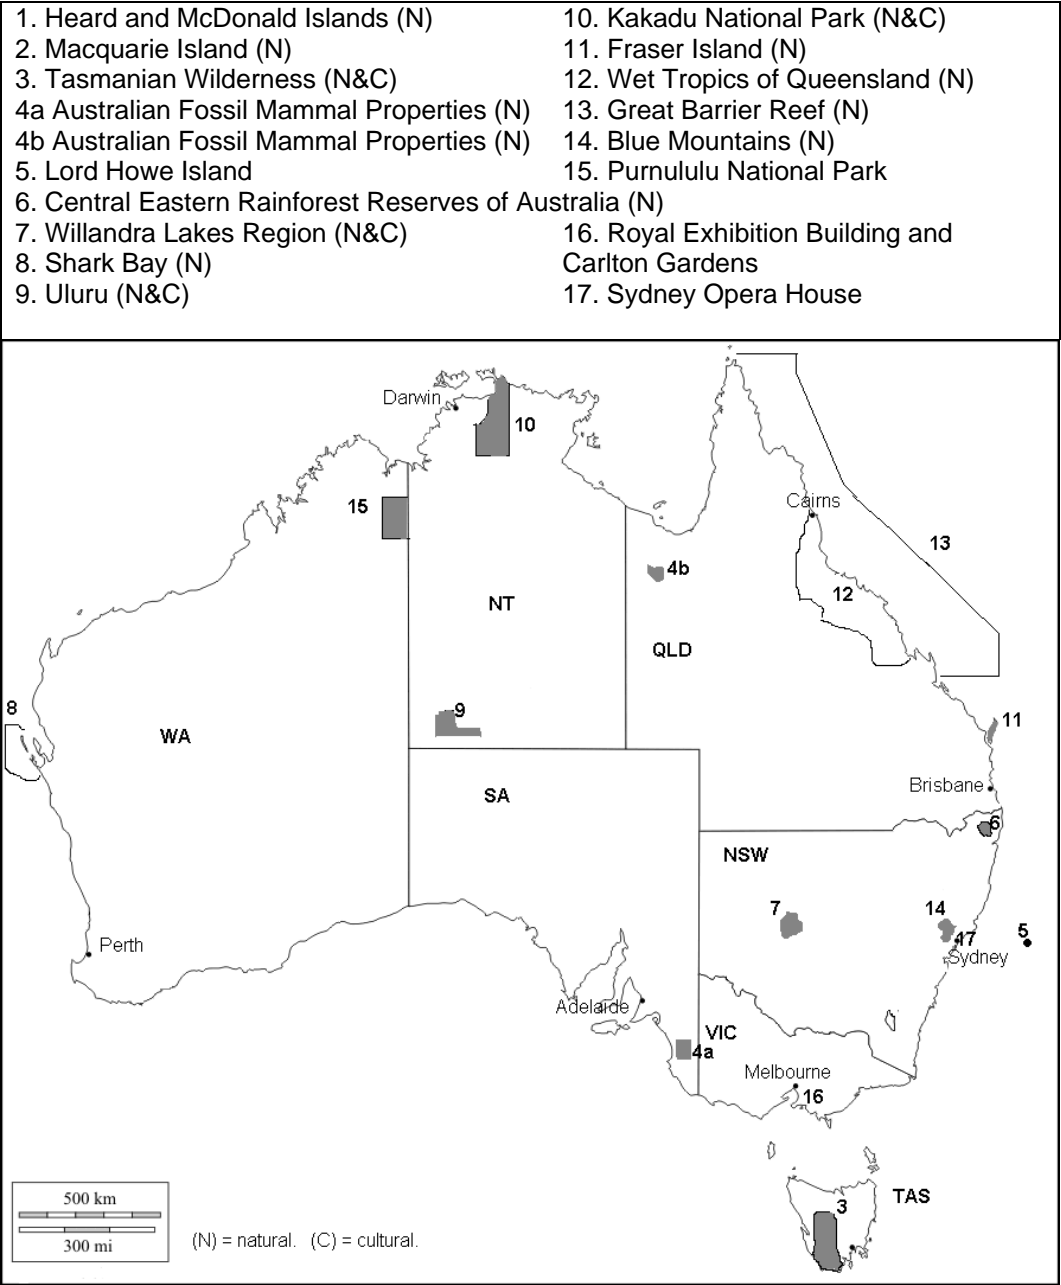 1. Heard and McDonald Islands (N)
2. Macquarie Island (N)
3. Tasmanian Wilderness (N&C)
4a Australian Fossil Mammal Properties (N)
4b Australian Fossil Mammal Properties (N)
5. Lord Howe Island
6. Central Eastern Rainforest Reserves of Australia (N)
7. Willandra Lakes Region (N&C)
8. Shark Bay (N)
9. Uluru (N&C)
10. Kakadu National Park (N&C)
11. Fraser Island (N)
12. Wet Tropics of Queensland (N)
13. Great Barrier Reef (N)
14. Blue Mountains (N)
15. Purnululu National Park
16. Royal Exhibition Building and
Carlton Gardens
17. Sydney Opera House
Darwin
10
15
Cairns
13
4b
12
NT
QLD
8
9
11
WA
Brisbane
SA
6
NSW
7
14
5
17
Perth
Sydney
Adelaide
VIC
4a
Melbourne
16
TAS
3
500 km
300 mi
(N) = natural. (C) = cultural.